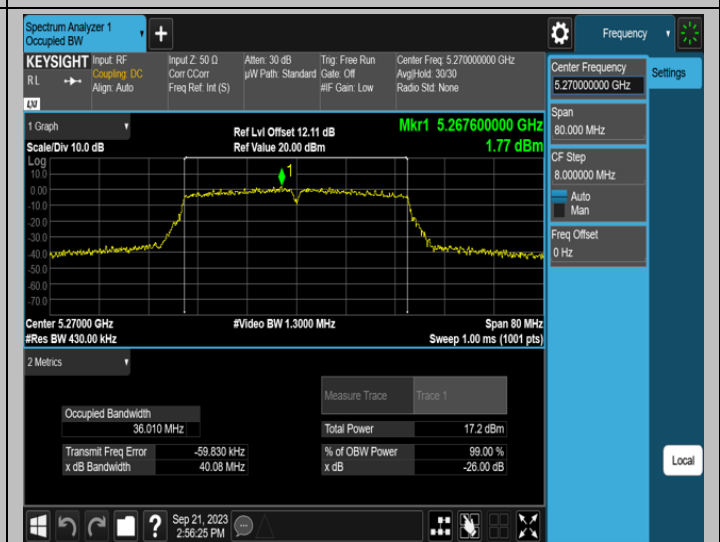 Spectrum Analyzer 1
Occupied BW
+
Frequency
KEYSIGHT
R L
LXI
Input: RF
Coupling: DC
Align: Auto
Input Z: 50 Ω
Corr CCorr
Freq Ref: Int (S)
Atten: 30 dB
µW Path: Standard
Trig: Free Run
Gate: Off
#IF Gain: Low
Center Freq: 5.270000000 GHz
Avg|Hold: 30/30
Radio Std: None
Center Frequency
5.270000000 GHz
Settings
Span
80.000 MHz
CF Step
8.000000 MHz
Auto
Man
Freq Offset
0 Hz
1 Graph
Scale/Div 10.0 dB
Ref Lvl Offset 12.11 dB
Ref Value 20.00 dBm
Mkr1 5.267600000 GHz
1.77 dBm
Log
10.0
0.00
-10.0
-20.0
-30.0
-40.0
-50.0
-60.0
-70.0
1
Center 5.27000 GHz
#Res BW 430.00 kHz
#Video BW 1.3000 MHz
Span 80 MHz
Sweep 1.00 ms (1001 pts)
2 Metrics
Measure Trace Trace 1
Occupied Bandwidth
36.010 MHz
Total Power 17.2 dBm
Transmit Freq Error -59.830 kHz
% of OBW Power 99.00 %
x dB Bandwidth 40.08 MHz
x dB -26.00 dB
Local
?
Sep 21, 2023
2:56:25 PM